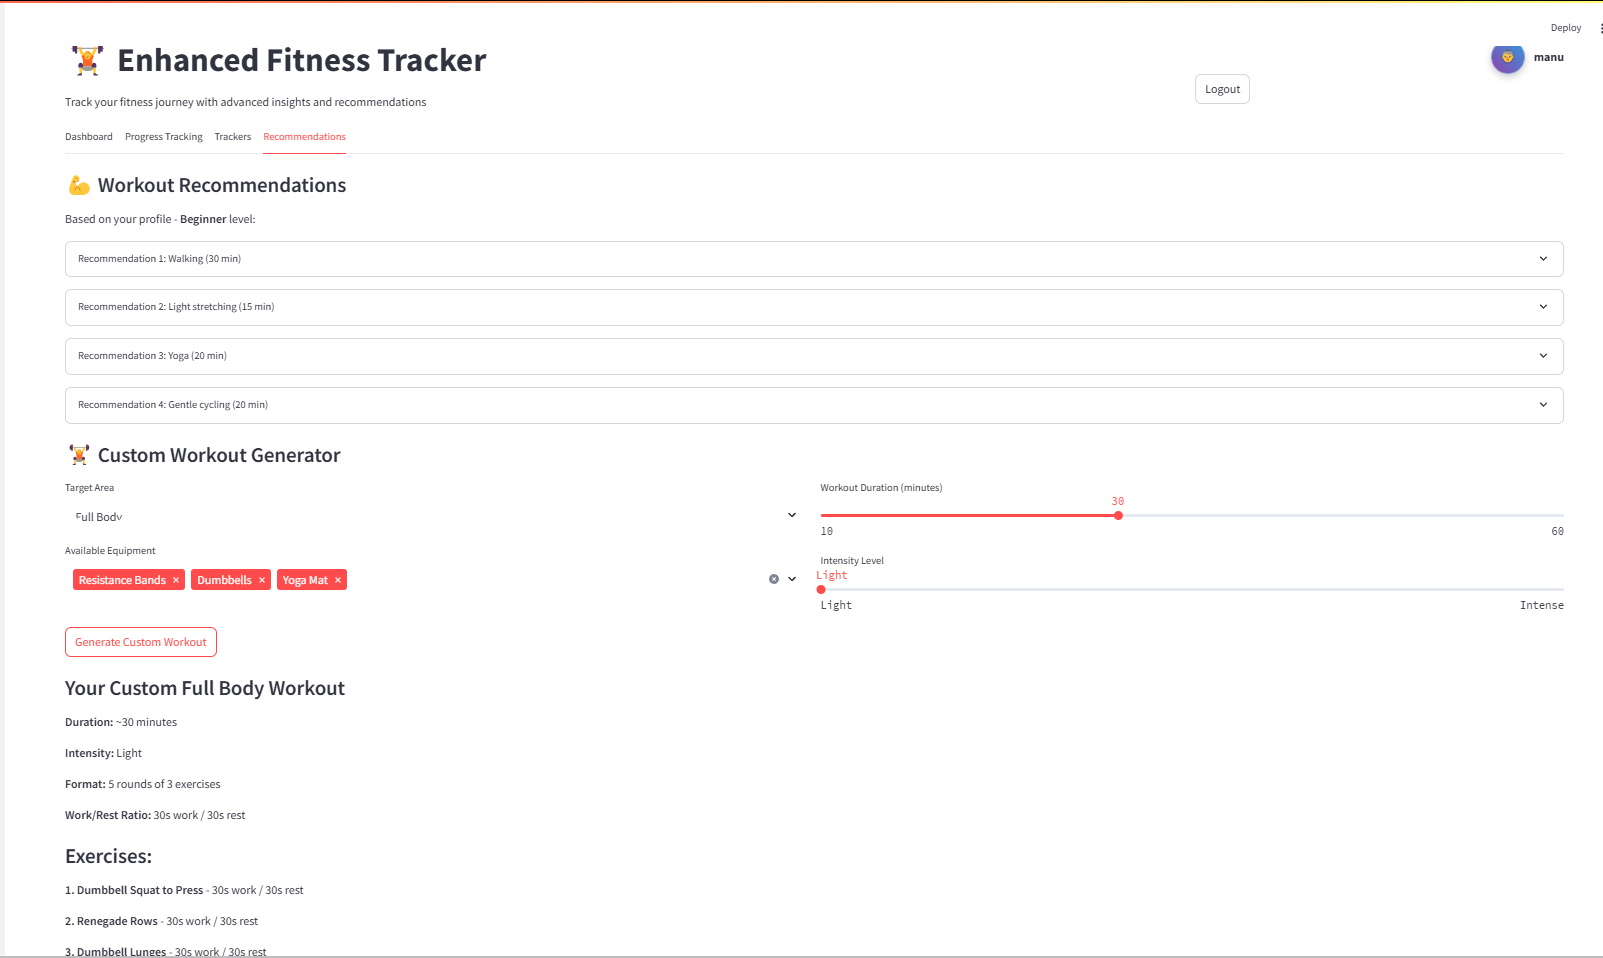 Deploy
Enhanced Fitness Tracker
manu
Logout
Track your fitness journey with advanced insights and recommendations
Dashboard Progress Tracking Trackers Recommendations
Workout Recommendations
Based on your profile - Beginner level:
Recommendation 1: Walking (30 min)
Recommendation 2: Light stretching (15 min)
Recommendation 3: Yoga (20 min)
Recommendation 4: Gentle cycling (20 min)
Custom Workout Generator
Target Area
Full Body
Available Equipment
Resistance Bands × Dumbbells × Yoga Mat ×
Workout Duration (minutes)
30
10 60
Intensity Level
Light
Light Intense
Generate Custom Workout
Your Custom Full Body Workout
Duration: ~30 minutes
Intensity: Light
Format: 5 rounds of 3 exercises
Work/Rest Ratio: 30s work / 30s rest
Exercises:
1. Dumbbell Squat to Press - 30s work / 30s rest
2. Renegade Rows - 30s work / 30s rest
3. Dumbbell Lunges - 30s work / 30s rest